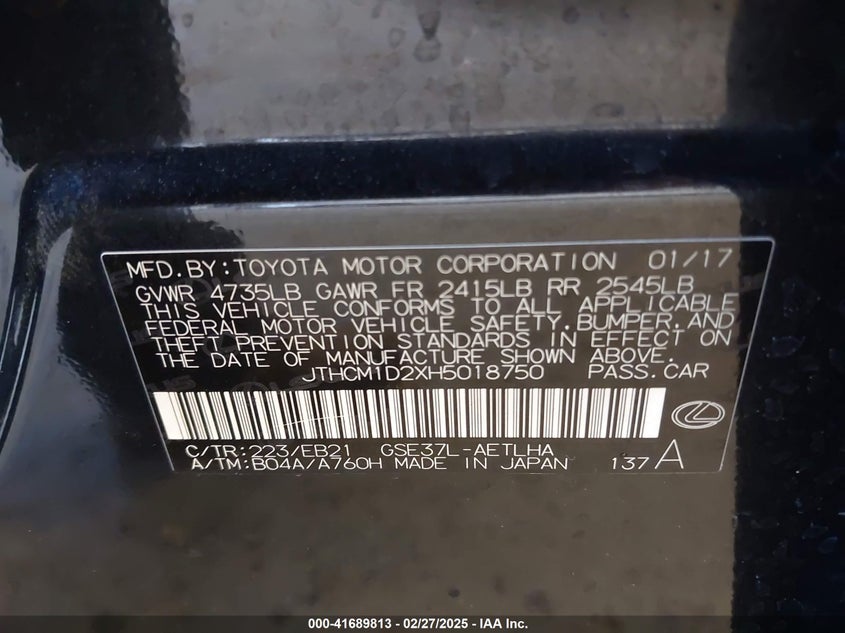 MFD.BY:TOYOTA MOTOR CORPORATION 01/17
GVWR 4735LB GAWR FR 2415LB RR 2545LB
THIS VEHICLE CONFORMS TO ALL APPLICABLE
FEDERAL MOTOR VEHICLE SAFETY,BUMPER,AND
THEFT PREVENTION STANDARDS IN EFFECT ON
THE DATE OF MANUFACTURE SHOWN ABOVE.
JTHCM1D2XH5018750 PASS.CAR
C/TR:223/EB21 GSE37L-AETLHA
A/TM:B04A/A760H MADE IN JAPAN 137 A
000-41689813 - 02/27/2025 - IAA Inc.